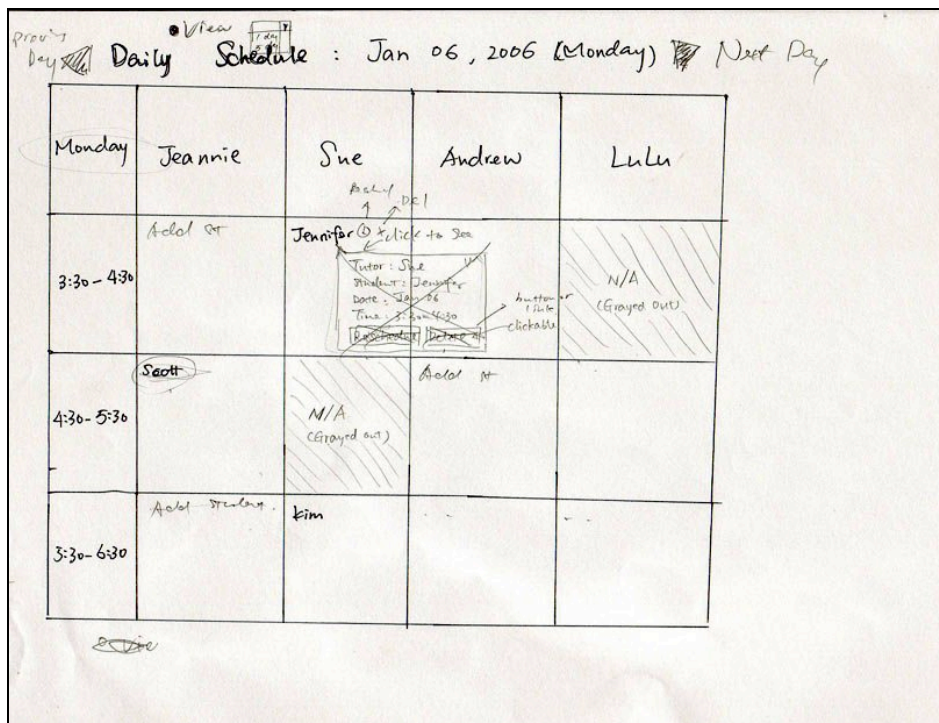 View
1 day
Day Daily Schedule : Jan 06, 2006 (Monday) Next Day
Monday Jeannie Sue Andrew LuLu
Del
Add st
Jennifer click to see
3:30-4:30
Tutor : Sue
Student : Jennifer
Date : Jan 06
Time : 3:30-4:30
Reschedule Delete
button or link
clickable
N/A
(Grayed out)
Scott
Add st
4:30-5:30
N/A
(Grayed out)
Add student.
Kim
5:30-6:30